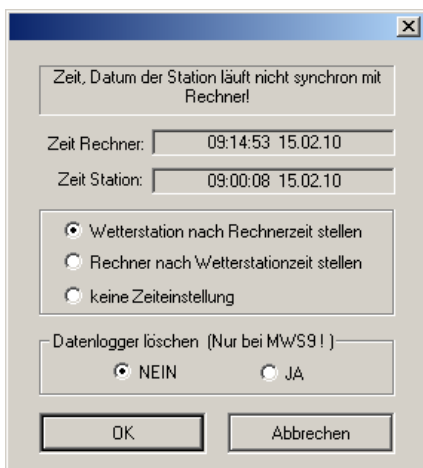 Zeit, Datum der Station läuft nicht synchron mit
Rechner!
Zeit Rechner: 09:14:53 15.02.10
Zeit Station: 09:00:08 15.02.10
Wetterstation nach Rechnerzeit stellen
Rechner nach Wetterstationzeit stellen
keine Zeiteinstellung
Datenlogger löschen (Nur bei MWS9 ! )
NEIN JA
OK Abbrechen